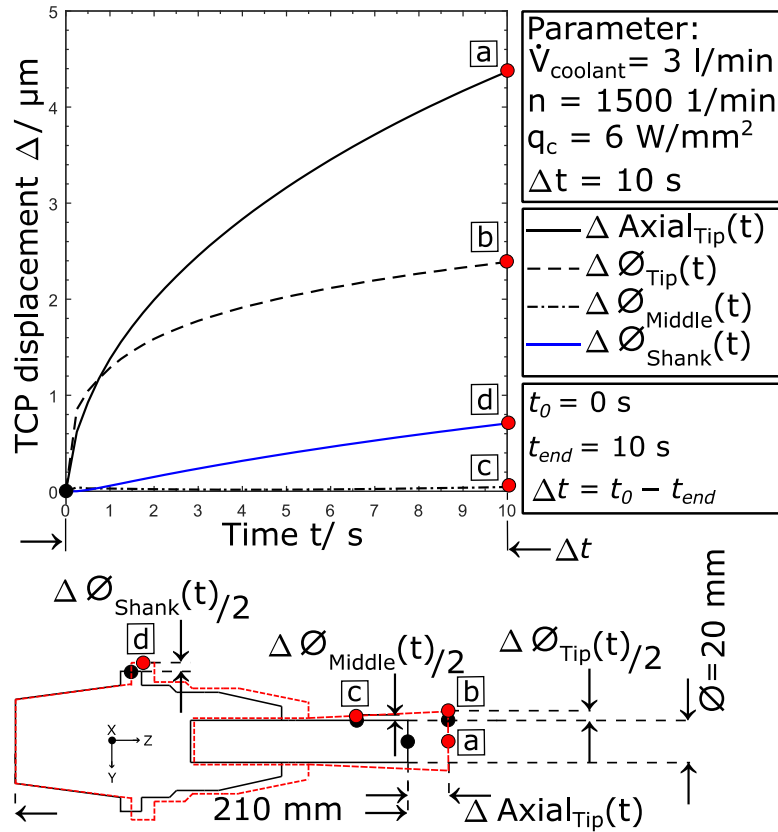 TCP displacement Δ/ μm
5
4
3
2
1
0
0 1 2 3 4 5 6 7 8 9 10
Time t/ s
Δt
a
b
d
c
Parameter:
V̇coolant= 3 l/min
n = 1500 1/min
qc = 6 W/mm²
Δt = 10 s
Δ AxialTip(t)
Δ ØTip(t)
Δ ØMiddle(t)
Δ ØShank(t)
t0 = 0 s
tend = 10 s
Δt = t0 − tend
Δ ØShank(t)/2
d
Δ ØMiddle(t)/2
c
Δ ØTip(t)/2
b
a
Ø=20 mm
X
Z
Y
210 mm
Δ AxialTip(t)